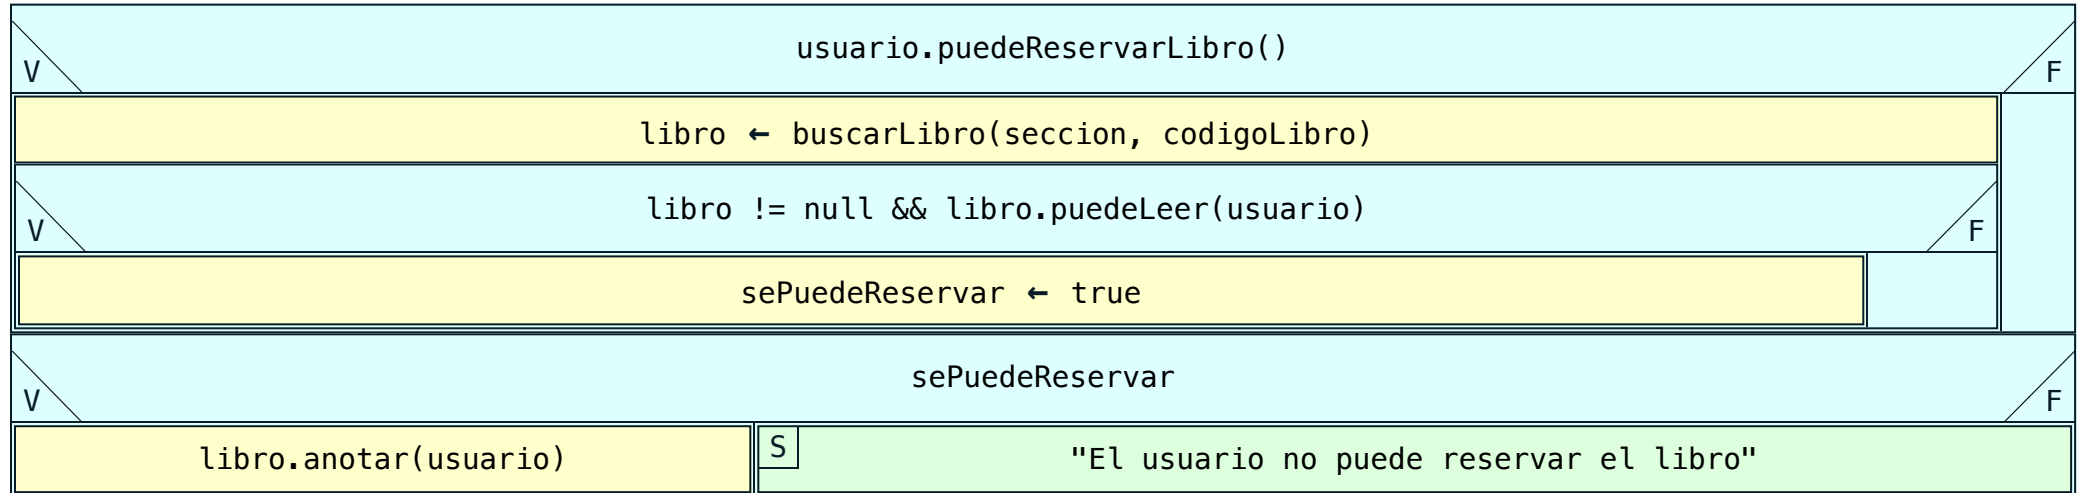 usuario.puedeReservarLibro()
V
F
libro ← buscarLibro(seccion, codigoLibro)
libro != null && libro.puedeLeer(usuario)
V
F
sePuedeReservar ← true
sePuedeReservar
V
F
libro.anotar(usuario)
S
"El usuario no puede reservar el libro"